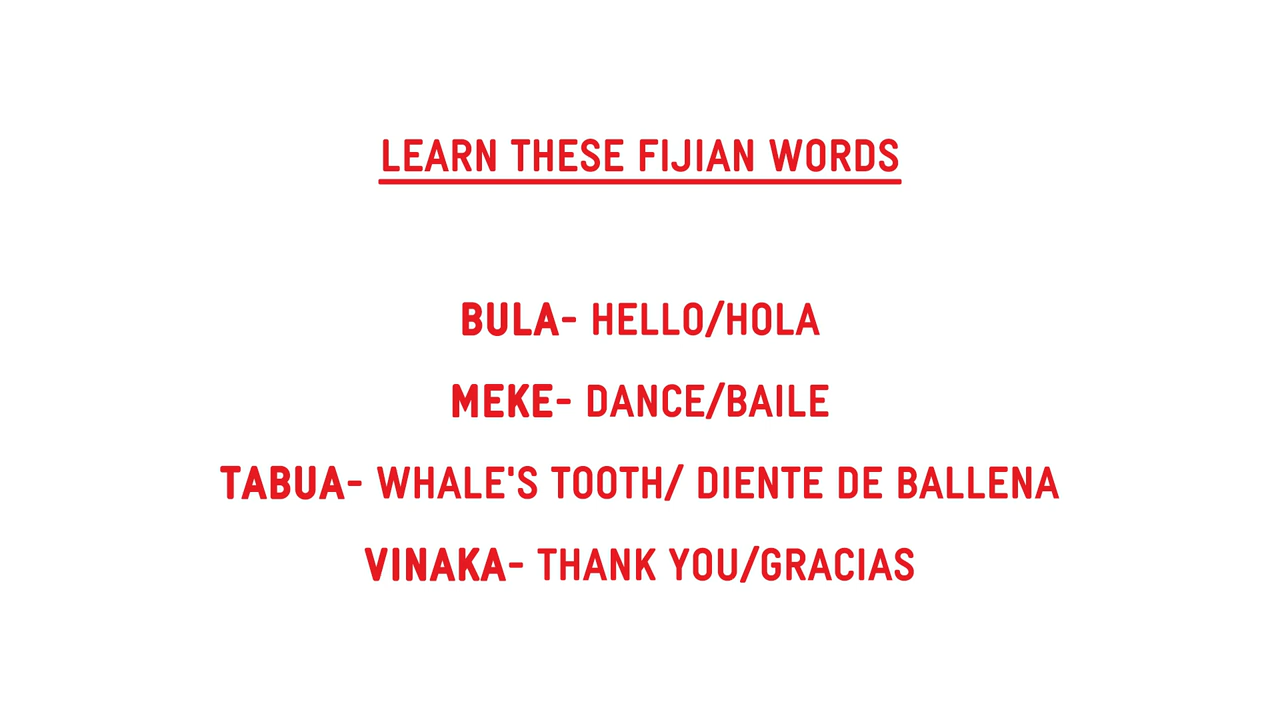 LEARN THESE FIJIAN WORDS
BULA- HELLO/HOLA
MEKE- DANCE/BAILE
TABUA- WHALE'S TOOTH/ DIENTE DE BALLENA
VINAKA- THANK YOU/GRACIAS